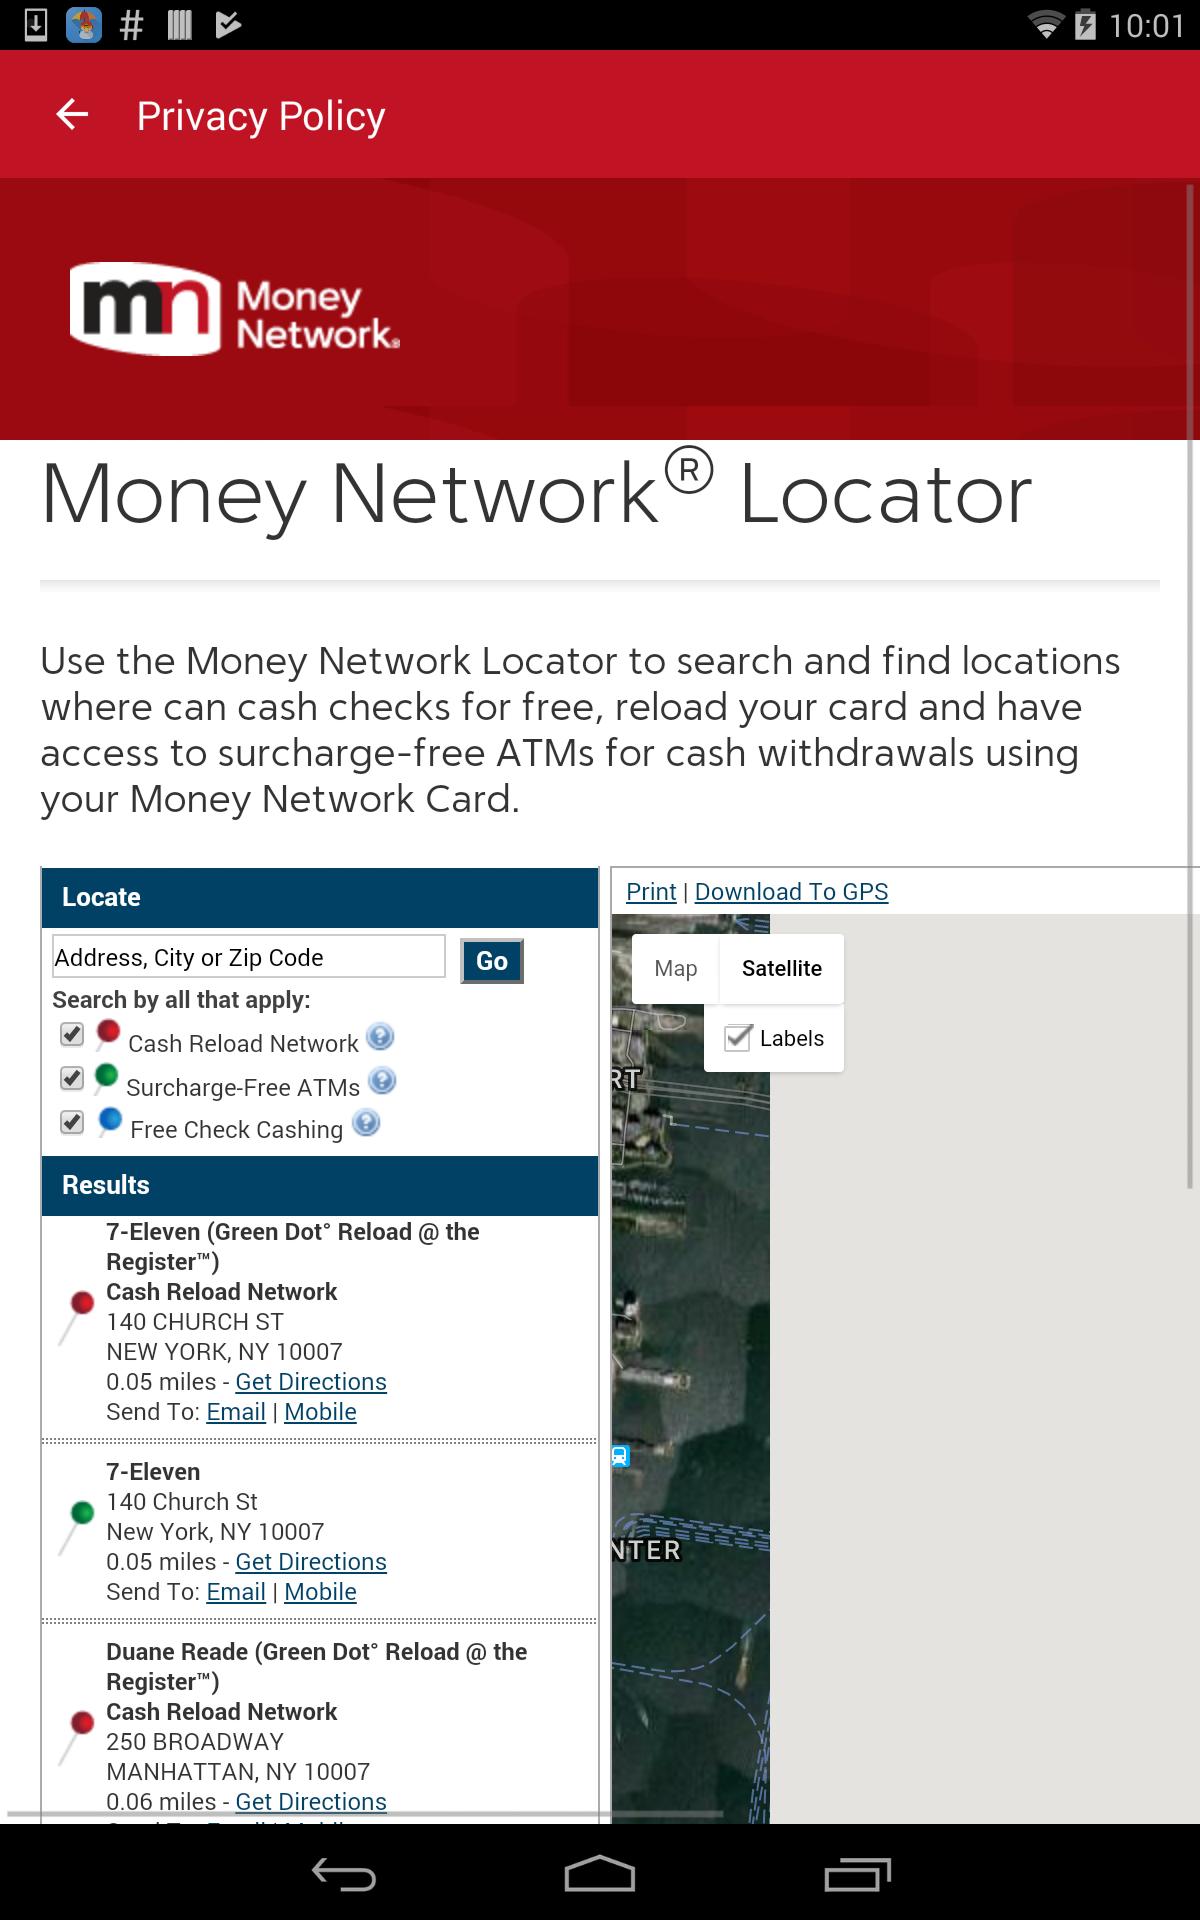 10:01
Privacy Policy
mn Money
Network®
Money Network® Locator
Use the Money Network Locator to search and find locations
where can cash checks for free, reload your card and have
access to surcharge-free ATMs for cash withdrawals using
your Money Network Card.
Locate
Address, City or Zip Code
Go
Search by all that apply:
Cash Reload Network ?
Surcharge-Free ATMs ?
Free Check Cashing ?
Results
7-Eleven (Green Dot° Reload @ the
Register™)
Cash Reload Network
140 CHURCH ST
NEW YORK, NY 10007
0.05 miles - Get Directions
Send To: Email | Mobile
7-Eleven
140 Church St
New York, NY 10007
0.05 miles - Get Directions
Send To: Email | Mobile
Duane Reade (Green Dot° Reload @ the
Register™)
Cash Reload Network
250 BROADWAY
MANHATTAN, NY 10007
0.06 miles - Get Directions
Print | Download To GPS
Map
Satellite
Labels
RT
NTER